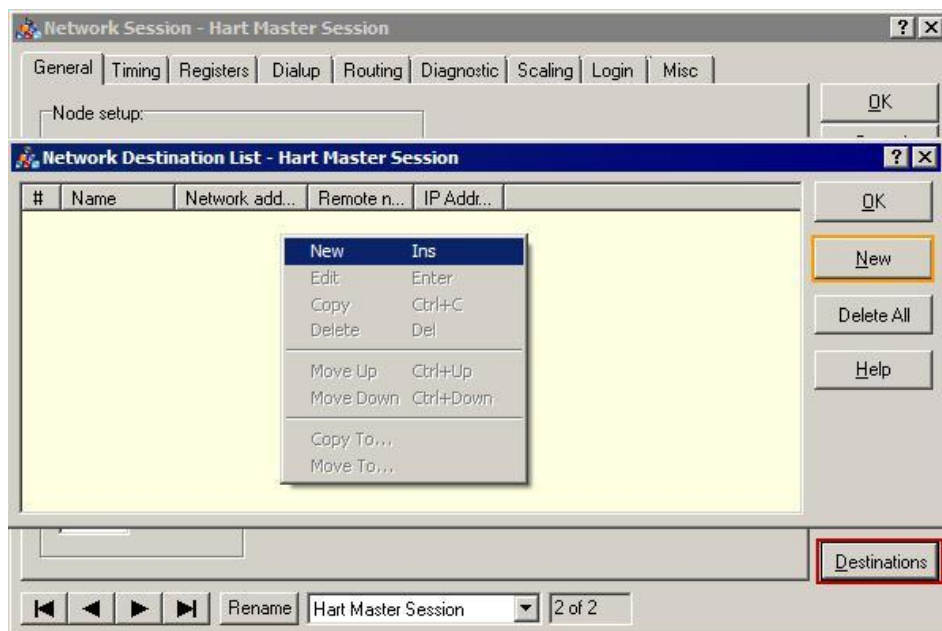 Network Session - Hart Master Session
General Timing Registers Dialup Routing Diagnostic Scaling Login Misc
Node setup:
OK
Network Destination List - Hart Master Session
# Name Network add... Remote n... IP Addr...
OK
New
Delete All
Help
New Ins
Edit Enter
Copy Ctrl+C
Delete Del
Move Up Ctrl+Up
Move Down Ctrl+Down
Copy To...
Move To...
Destinations
Rename Hart Master Session 2 of 2